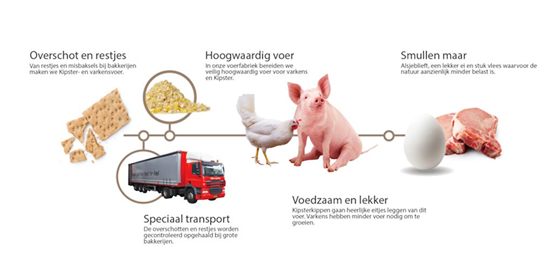 Overschot en restjes
Van restjes en misbaksels bij bakkerijen
maken we Kipster- en varkensvoer.
Hoogwaardig voer
In onze voerfabriek bereiden we
veilig hoogwaardig voer voor varkens
en Kipster.
Smullen maar
Alsjeblieft, een lekker ei en stuk vlees waarvoor de
natuur aanzienlijk minder belast is.
Speciaal transport
De overschotten en restjes worden
gecontroleerd opgehaald bij grote
bakkerijen.
Voedzaam en lekker
Kipsterkippen gaan heerlijke eitjes leggen van dit
voer. Varkens hebben minder voer nodig om te
groeien.